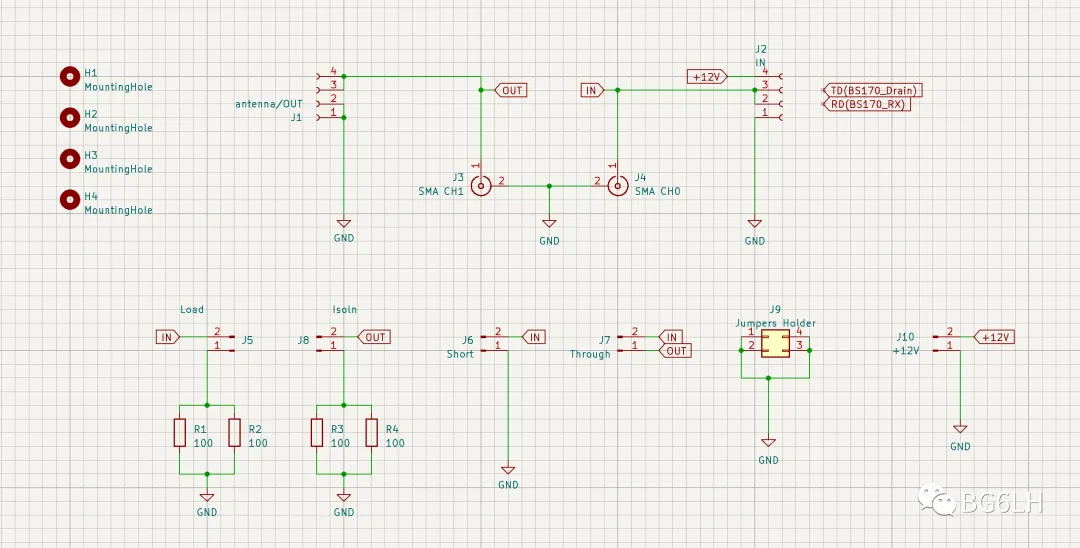 H1
MountingHole
H2
MountingHole
H3
MountingHole
H4
MountingHole
antenna/OUT
J1
4
3
2
1
GND
OUT
J3
SMA CH1
1
2
GND
IN
1
2
J4
SMA CH0
J2
IN
+12V
4
3
2
1
TD(BS170_Drain)
RD(BS170_RX)
GND
Load
IN
2
1
J5
R1
100
R2
100
GND
Isoln
J8
2
1
OUT
R3
100
R4
100
GND
J6
Short
2
1
IN
GND
J7
Through
2
1
IN
OUT
J9
Jumpers Holder
1
2
4
3
GND
J10
+12V
2
1
+12V
GND
BG6LH